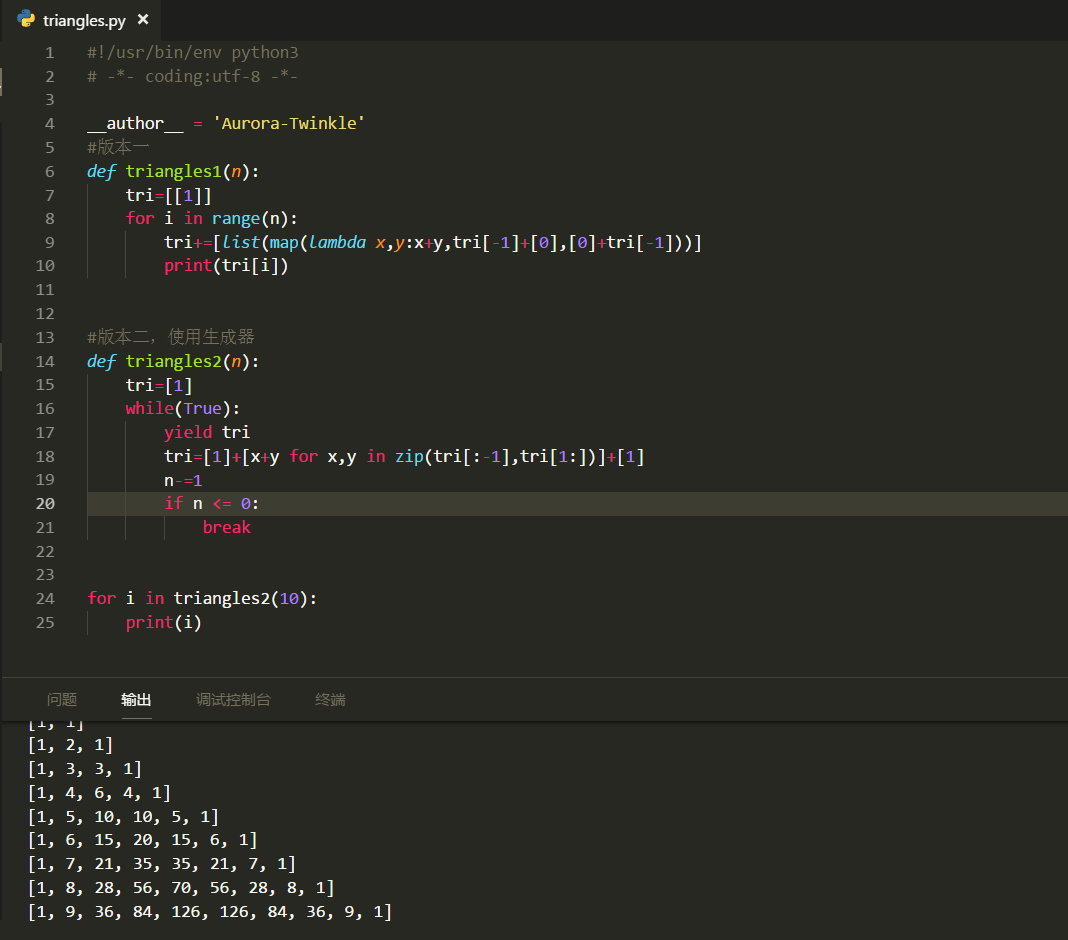 triangles.py ×
1 #!/usr/bin/env python3
2 # -*- coding:utf-8 -*-
3
4 __author__ = 'Aurora-Twinkle'
5 #版本一
6 def triangles1(n):
7     tri=[[1]]
8     for i in range(n):
9         tri+=[list(map(lambda x,y:x+y,tri[-1]+[0],[0]+tri[-1]))]
10         print(tri[i])
11
12
13 #版本二，使用生成器
14 def triangles2(n):
15     tri=[1]
16     while(True):
17         yield tri
18         tri=[1]+[x+y for x,y in zip(tri[:-1],tri[1:])]+[1]
19         n-=1
20         if n <= 0:
21             break
22
23
24 for i in triangles2(10):
25     print(i)
问题 输出 调试控制台 终端
[1, 1]
[1, 2, 1]
[1, 3, 3, 1]
[1, 4, 6, 4, 1]
[1, 5, 10, 10, 5, 1]
[1, 6, 15, 20, 15, 6, 1]
[1, 7, 21, 35, 35, 21, 7, 1]
[1, 8, 28, 56, 70, 56, 28, 8, 1]
[1, 9, 36, 84, 126, 126, 84, 36, 9, 1]